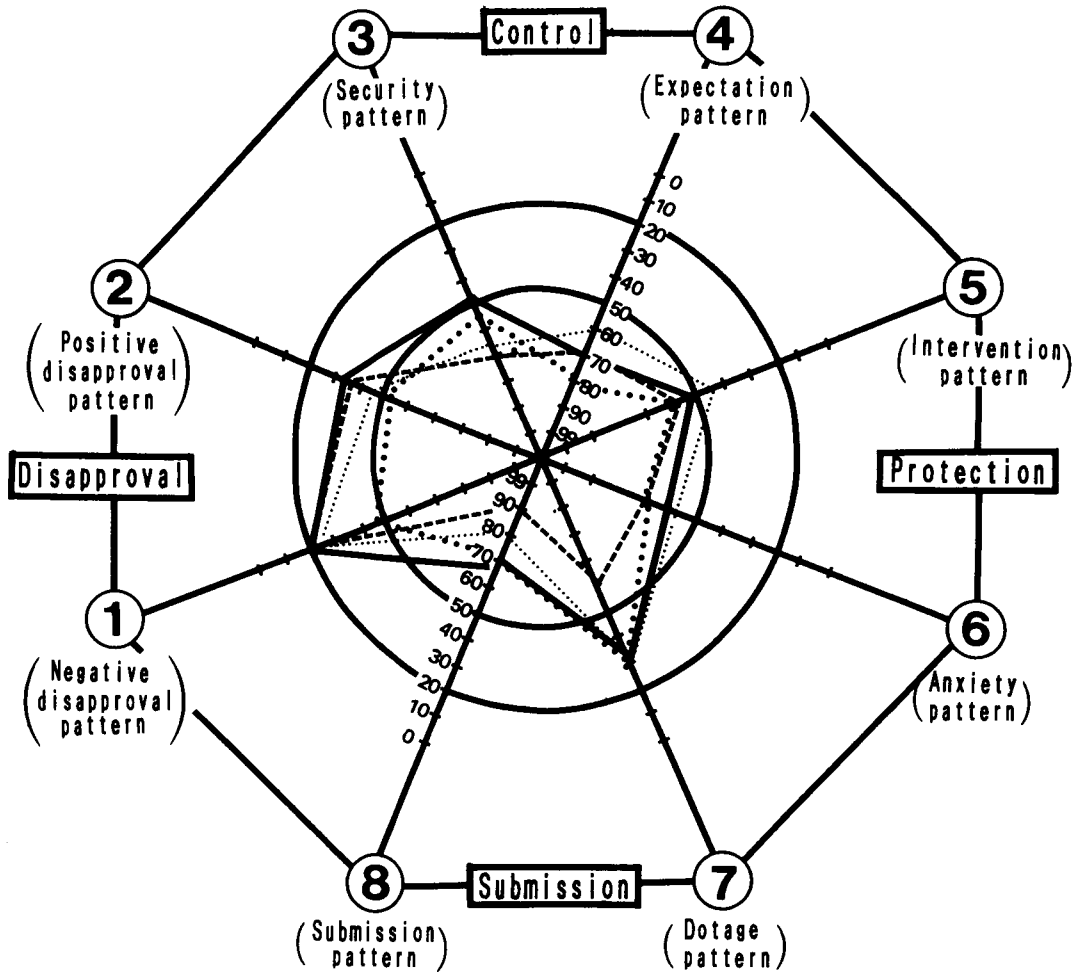 3
Control
4
(Security
pattern)
(Expectation
pattern)
0
10
20
30
40
50
60
70
80
90
99
2
(Positive
disapproval
pattern)
5
(Intervention
pattern)
Disapproval
Protection
99
90
80
70
60
50
40
30
20
10
0
1
(Negative
disapproval
pattern)
6
(Anxiety
pattern)
8
Submission
7
(Submission
pattern)
(Dotage
pattern)